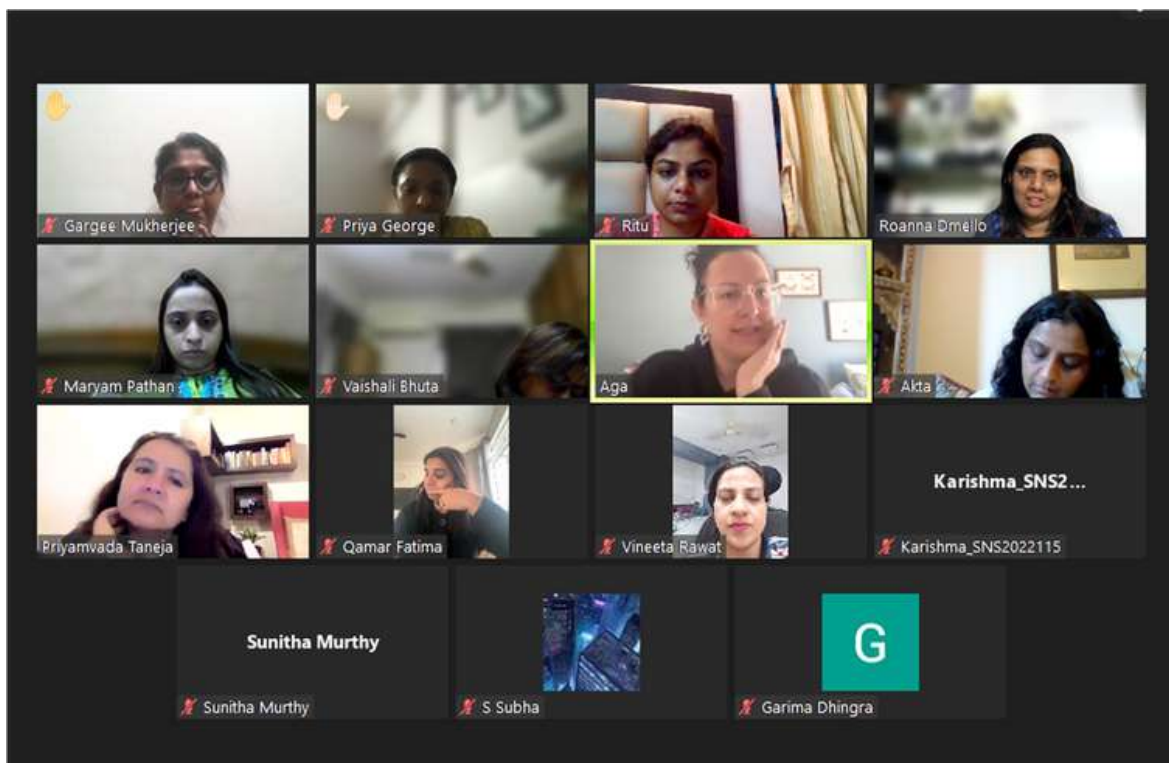 Gargee Mukherjee
Priya George
Ritu
Roanna Dmello
Maryam Pathan
Vaishali Bhuta
Aga
Akta
Priyamvada Taneja
Qamar Fatima
Vineeta Rawat
Karishma_SNS2...
Karishma_SNS2022115
Sunitha Murthy
Sunitha Murthy
S Subha
G
Garima Dhingra